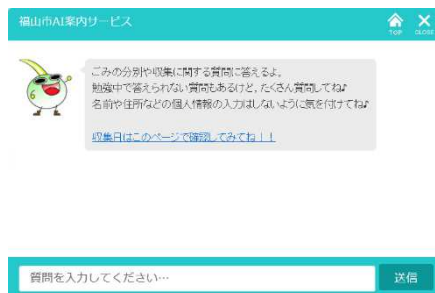 福山市AI案内サービス
TOP
CLOSE
ごみの分別や収集に関する質問に答えるよ。
勉強中で答えられない質問もあるけど、たくさん質問してね♪
名前や住所などの個人情報の入力はしないように気を付けてね♪
収集日はこのページで確認してみてね！！
質問を入力してください…
送信